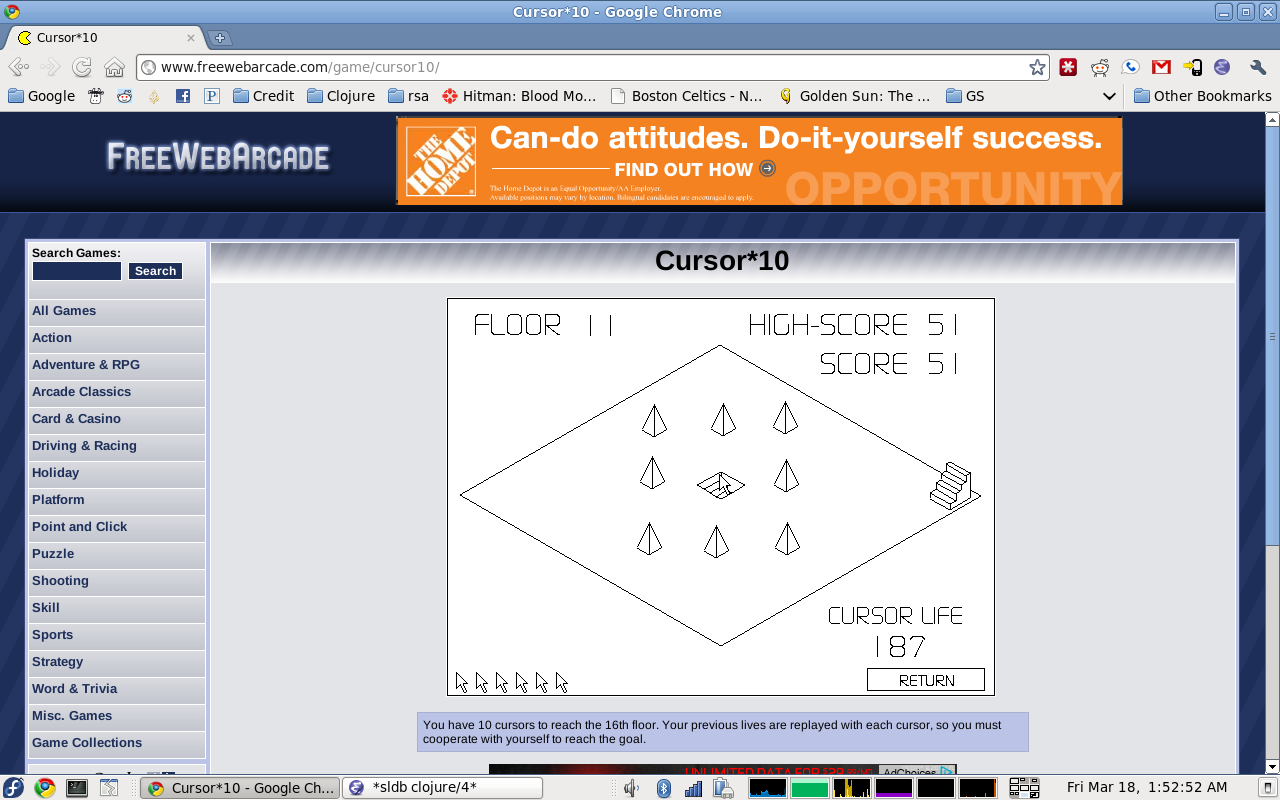 Cursor*10 - Google Chrome
Cursor*10
www.freewebarcade.com/game/cursor10/
Google
Credit
Clojure
rsa
Hitman: Blood Mo...
Boston Celtics - N...
Golden Sun: The ...
GS
Other Bookmarks
FREEWEBARCADE
THE HOME DEPOT
Can-do attitudes. Do-it-yourself success.
FIND OUT HOW
OPPORTUNITY
The Home Depot is an Equal Opportunity/AA Employer.
Available positions may vary by location. Bilingual candidates are encouraged to apply.
Search Games:
Search
All Games
Action
Adventure & RPG
Arcade Classics
Card & Casino
Driving & Racing
Holiday
Platform
Point and Click
Puzzle
Shooting
Skill
Sports
Strategy
Word & Trivia
Misc. Games
Game Collections
Cursor*10
FLOOR 11
HIGH-SCORE 51
SCORE 51
CURSOR LIFE
187
RETURN
You have 10 cursors to reach the 16th floor. Your previous lives are replayed with each cursor, so you must
cooperate with yourself to reach the goal.
AdChoices
Cursor*10 - Google Ch...
*sldb clojure/4*
Fri Mar 18, 1:52:52 AM